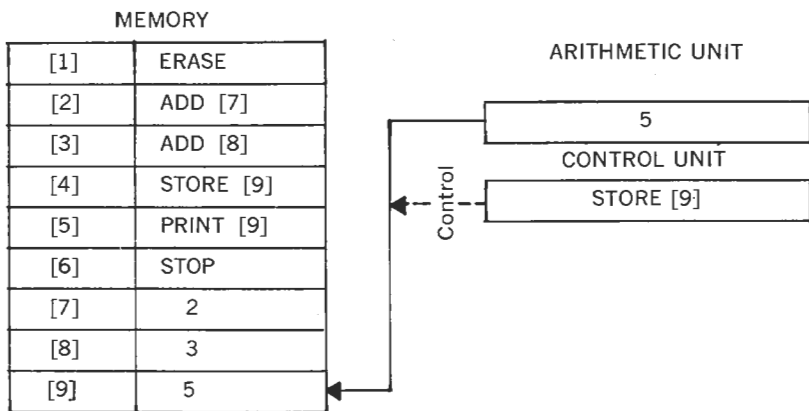 MEMORY
[1] ERASE
[2] ADD [7]
[3] ADD [8]
[4] STORE [9]
[5] PRINT [9]
[6] STOP
[7] 2
[8] 3
[9] 5
ARITHMETIC UNIT
5
CONTROL UNIT
Control
STORE [9]